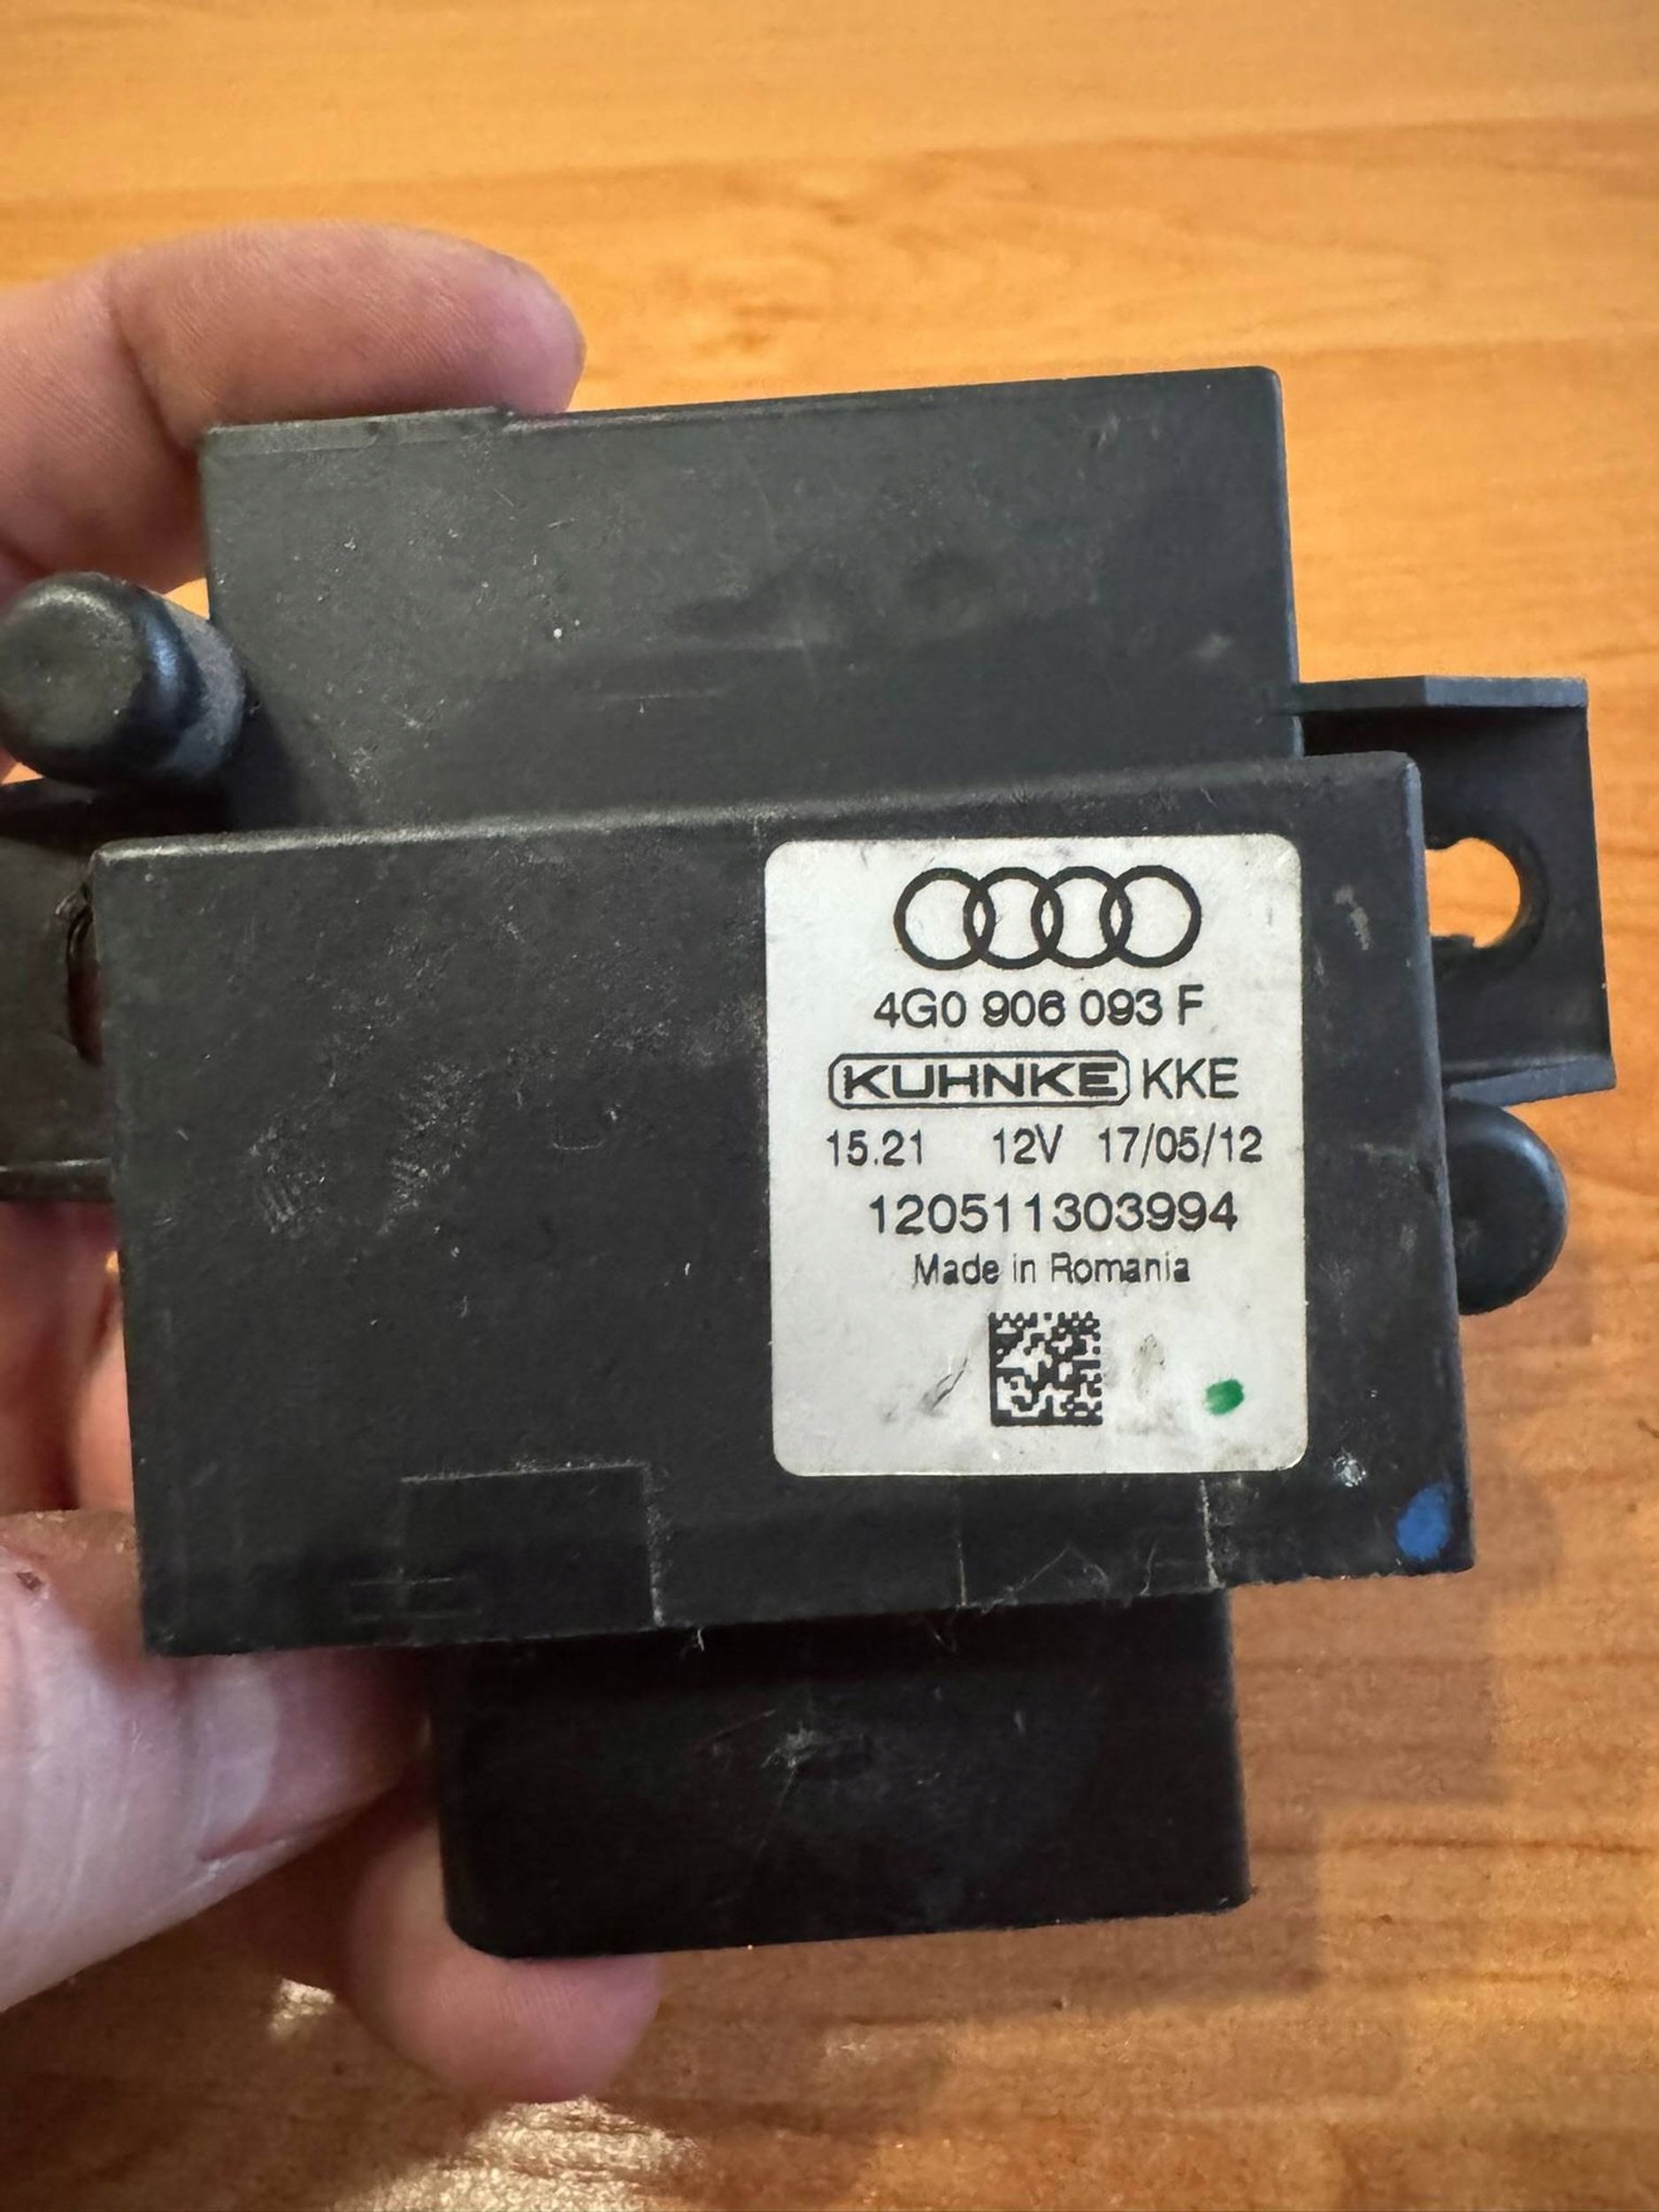 4G0 906 093 F
KUHNKE KKE
15.21 12V 17/05/12
120511303994
Made in Romania